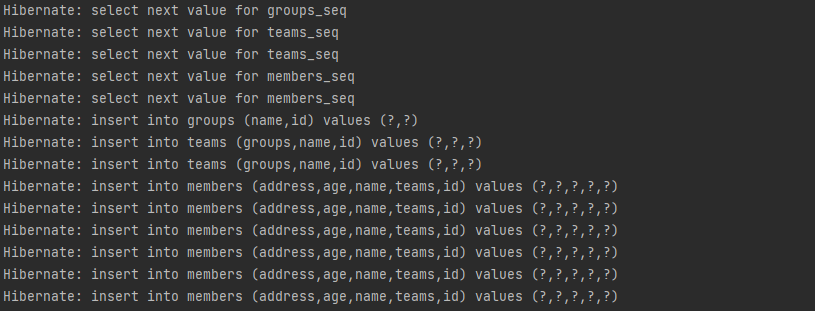 Hibernate: select next value for groups_seq
Hibernate: select next value for teams_seq
Hibernate: select next value for teams_seq
Hibernate: select next value for members_seq
Hibernate: select next value for members_seq
Hibernate: insert into groups (name,id) values (?,?)
Hibernate: insert into teams (groups,name,id) values (?,?,?)
Hibernate: insert into teams (groups,name,id) values (?,?,?)
Hibernate: insert into members (address,age,name,teams,id) values (?,?,?,?,?)
Hibernate: insert into members (address,age,name,teams,id) values (?,?,?,?,?)
Hibernate: insert into members (address,age,name,teams,id) values (?,?,?,?,?)
Hibernate: insert into members (address,age,name,teams,id) values (?,?,?,?,?)
Hibernate: insert into members (address,age,name,teams,id) values (?,?,?,?,?)
Hibernate: insert into members (address,age,name,teams,id) values (?,?,?,?,?)